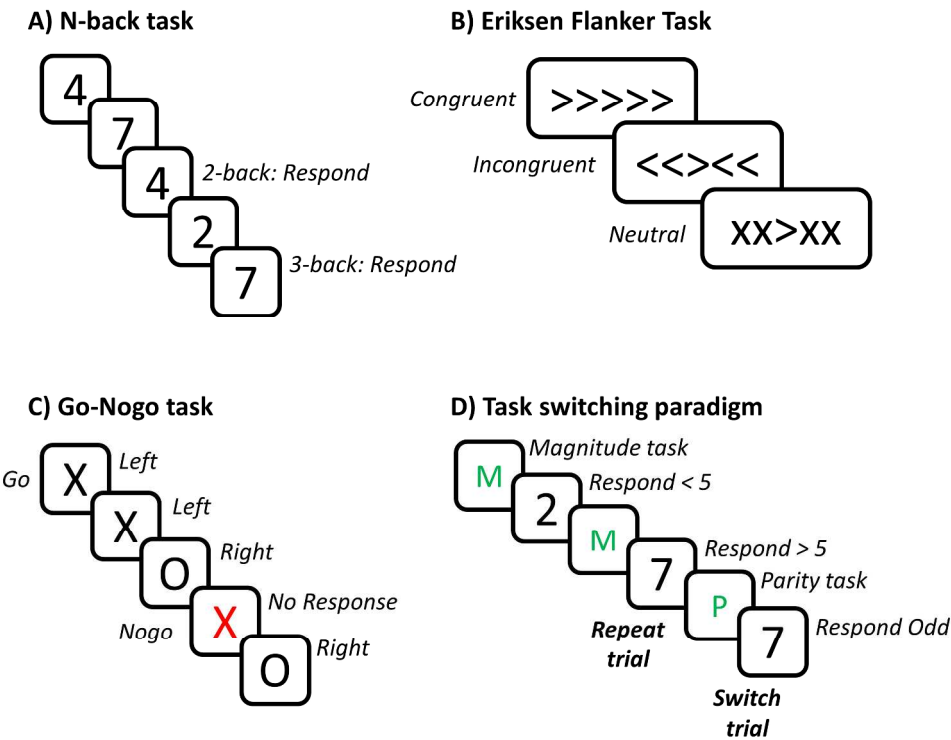 A) N-back task
4
7
4
2-back: Respond
2
7
3-back: Respond
B) Eriksen Flanker Task
Congruent
>>>>>
Incongruent
<<><<
Neutral
xx>xx
C) Go-Nogo task
Go
X
Left
X
Left
O
Right
Nogo
X
No Response
O
Right
D) Task switching paradigm
M
Magnitude task
2
Respond < 5
M
7
Respond > 5
Repeat
trial
P
Parity task
7
Respond Odd
Switch
trial